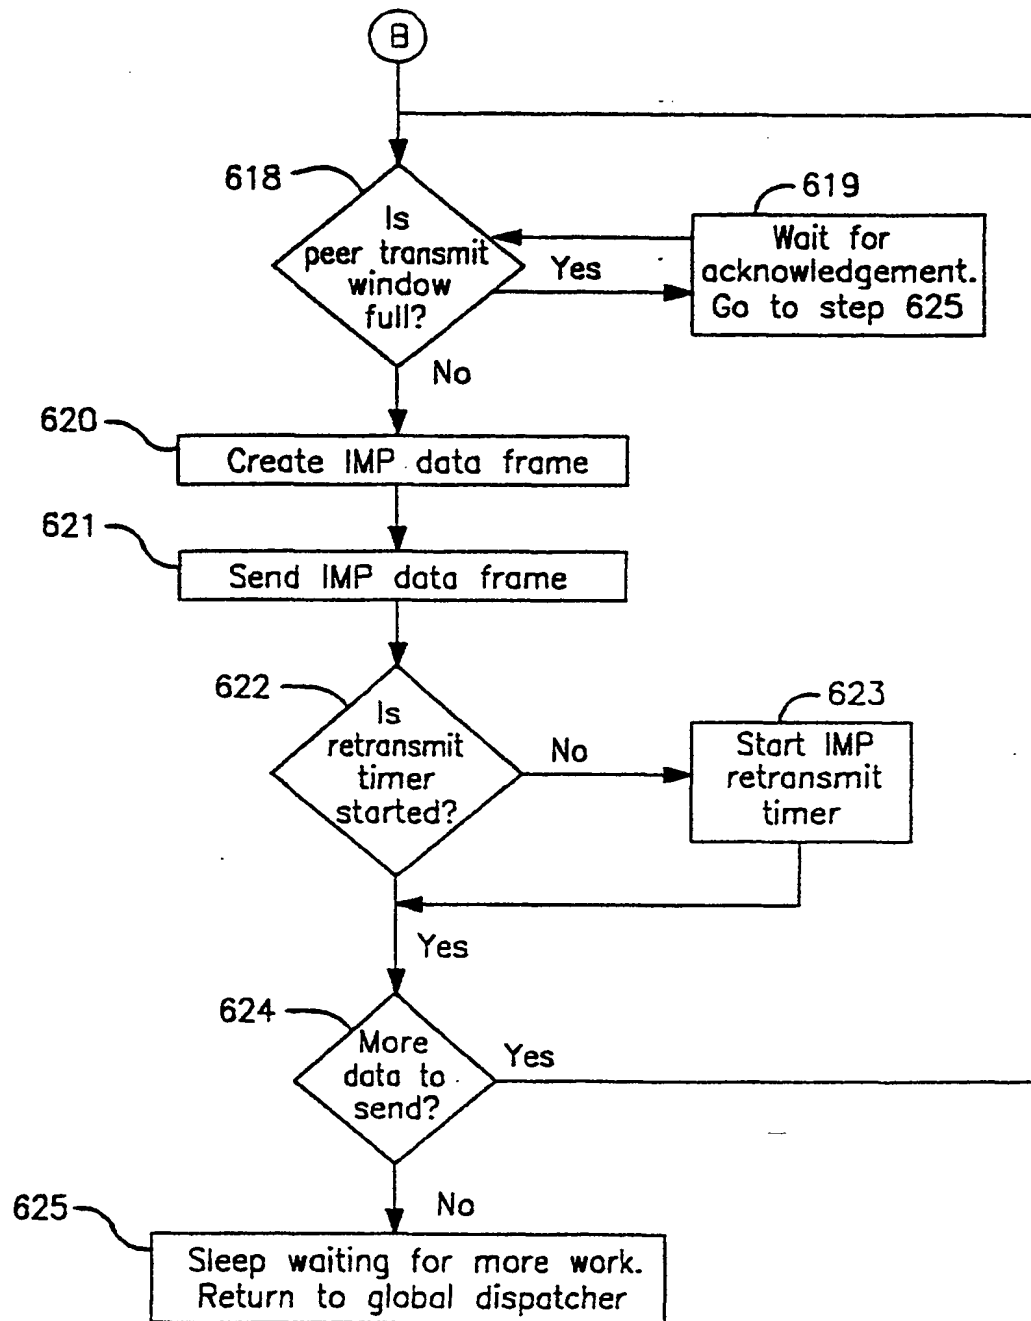 B
618
Is
peer transmit
window
full?
Yes
619
Wait for
acknowledgement.
Go to step 625
No
620
Create IMP data frame
621
Send IMP data frame
622
Is
retransmit
timer
started?
No
623
Start IMP
retransmit
timer
Yes
624
More
data to
send?
Yes
No
625
Sleep waiting for more work.
Return to global dispatcher